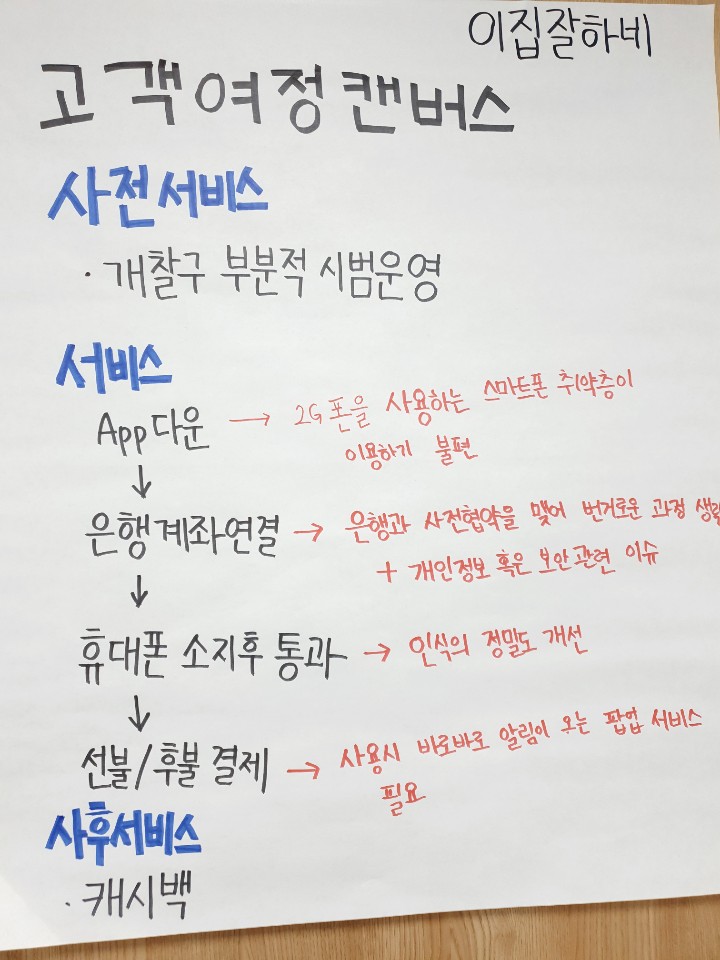 이집잘하네
고객여정캔버스
사전서비스
· 개찰구 부분적 시범운영
서비스
App다운 → 2G폰을 사용하는 스마트폰 취약층이
이용하기 불편
↓
은행계좌연결 → 은행과 사전협약을 맺어 번거로운 과정 생략
+ 개인정보 혹은 보안관련 이슈
↓
휴대폰 소지후 통과 → 인식의 정밀도 개선
↓
선불/후불 결제 → 사용시 바로바로 알림이 오는 팝업 서비스
필요
사후서비스
· 캐시백